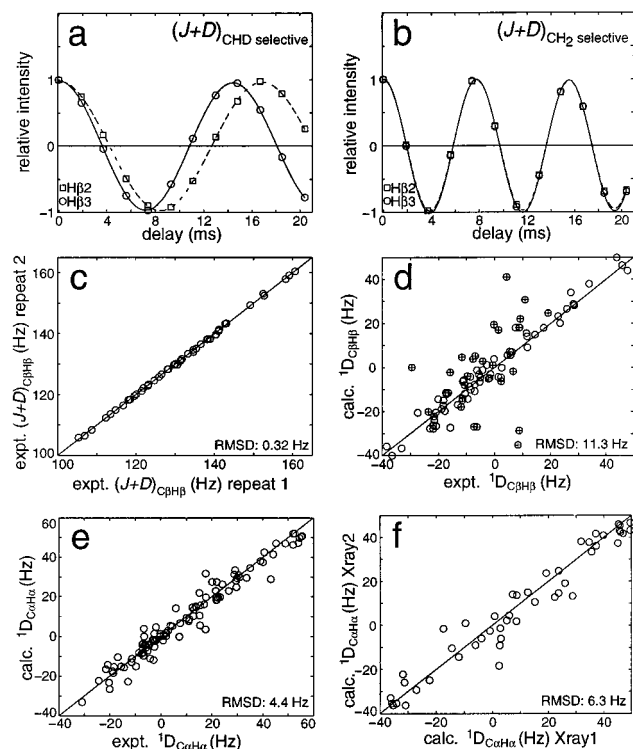 a
(J+D)CHD selective
relative intensity
1
0
−1
□Hβ2
○Hβ3
0 4 8 12 16 20
delay (ms)
b
(J+D)CH2 selective
relative intensity
1
0
−1
□Hβ2
○Hβ3
0 4 8 12 16 20
delay (ms)
c
expt. (J+D)CβHβ (Hz) repeat 2
160
140
120
100
RMSD: 0.32 Hz
100 120 140 160
expt. (J+D)CβHβ (Hz) repeat 1
d
calc. ¹DCβHβ (Hz)
40
20
0
−20
−40
RMSD: 11.3 Hz
−40 −20 0 20 40
expt. ¹DCβHβ (Hz)
e
calc. ¹DCαHα (Hz)
60
40
20
0
−20
−40
RMSD: 4.4 Hz
−40 −20 0 20 40 60
expt. ¹DCαHα (Hz)
f
calc. ¹DCαHα (Hz) Xray2
40
20
0
−20
−40
RMSD: 6.3 Hz
−40 −20 0 20 40
calc. ¹DCαHα (Hz) Xray1